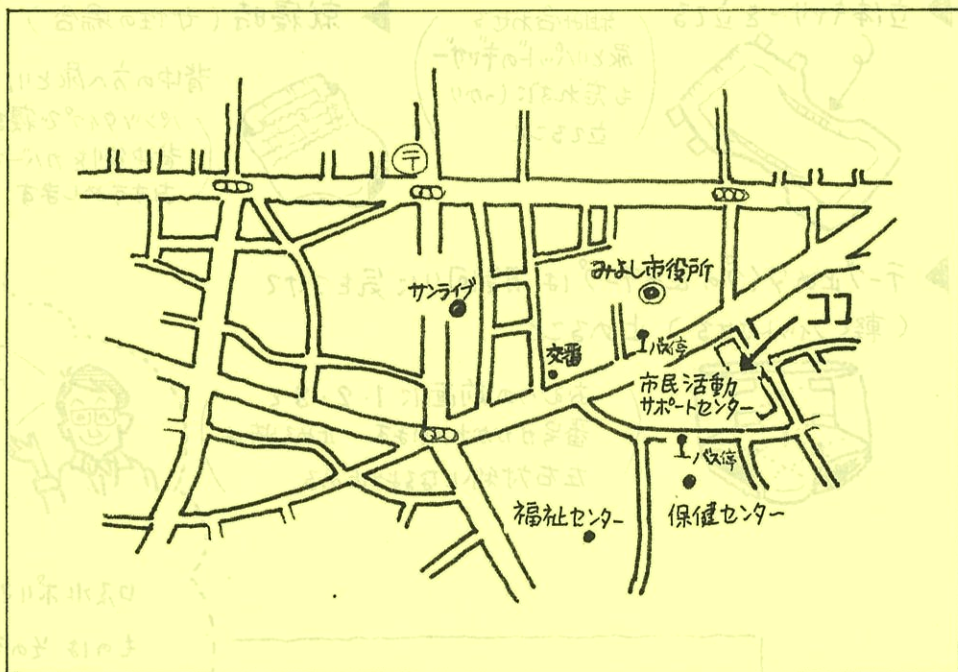 〒
みよし市役所
サンライブ
バス停
交番
ココ
市民活動
サポートセンター
バス停
福祉センター
保健センター